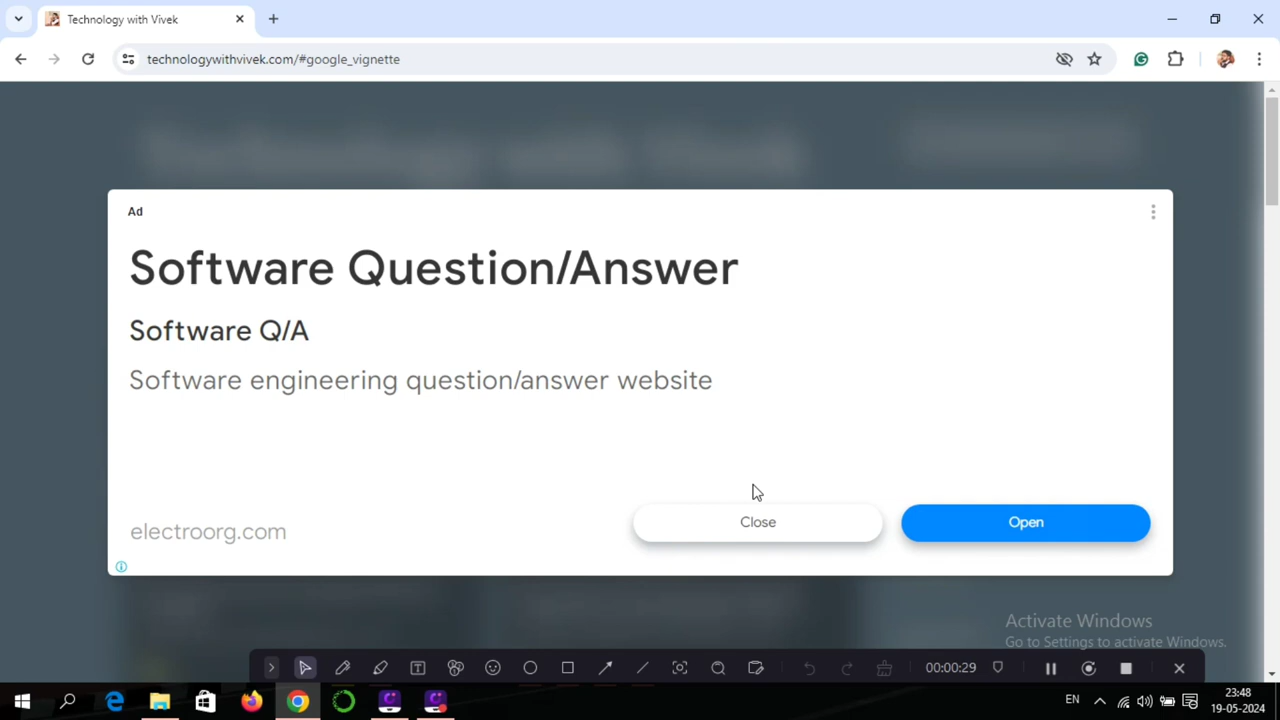 Technology with Vivek
technologywithvivek.com/#google_vignette
Ad
Software Question/Answer
Software Q/A
Software engineering question/answer website
electroorg.com
Close
Open
Activate Windows
Go to Settings to activate Windows.
00:00:29
EN
23:48
19-05-2024